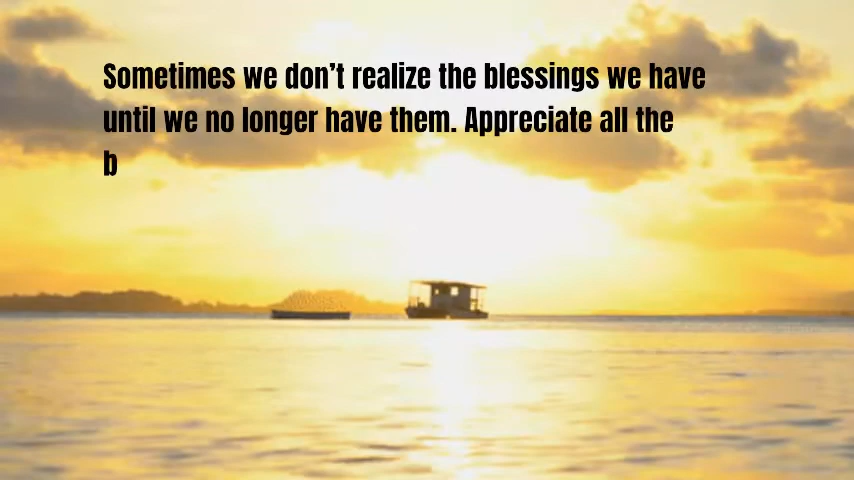 Sometimes we don’t realize the blessings we have
until we no longer have them. Appreciate all the
b